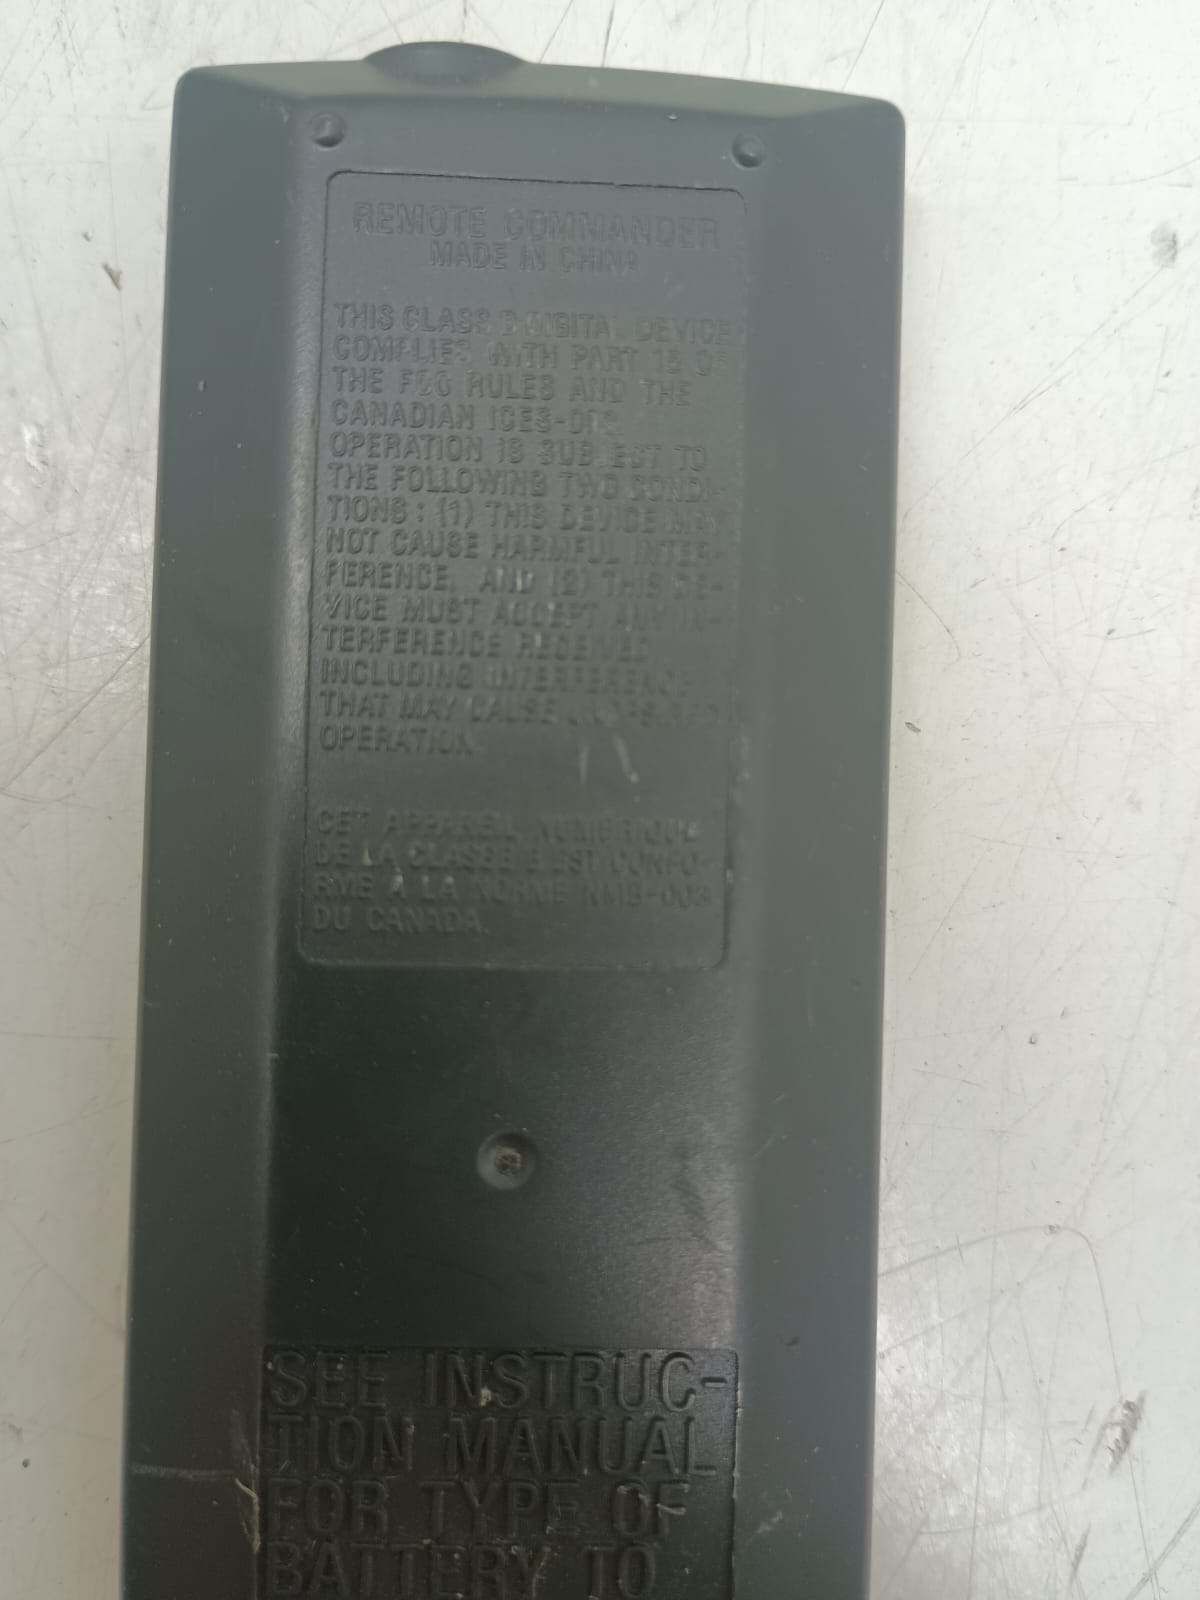 REMOTE COMMANDER
MADE IN CHINA
THIS CLASS B DIGITAL DEVICE
COMPLIES WITH PART 15 OF
THE FCC RULES AND THE
CANADIAN ICES-003.
OPERATION IS SUBJECT TO
THE FOLLOWING TWO CONDI-
TIONS : (1) THIS DEVICE MAY
NOT CAUSE HARMFUL INTER-
FERENCE, AND (2) THIS DE-
VICE MUST ACCEPT ANY IN-
TERFERENCE RECEIVED
INCLUDING INTERFERENCE
THAT MAY CAUSE UNDESIRED
OPERATION.
CET APPAREIL NUMERIQUE
DE LA CLASSE B EST CONFO-
RME À LA NORME NMB-003
DU CANADA.
SEE INSTRUC-
TION MANUAL
FOR TYPE OF
BATTERY TO